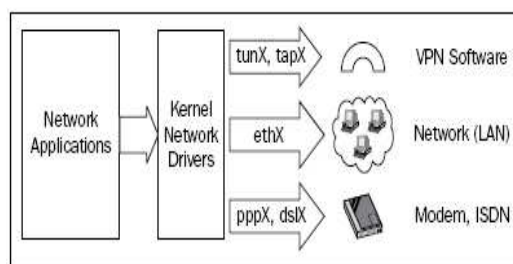 Network
Applications
Kernel
Network
Drivers
tunX, tapX
VPN Software
ethX
Network (LAN)
pppX, dslX
Modem, ISDN